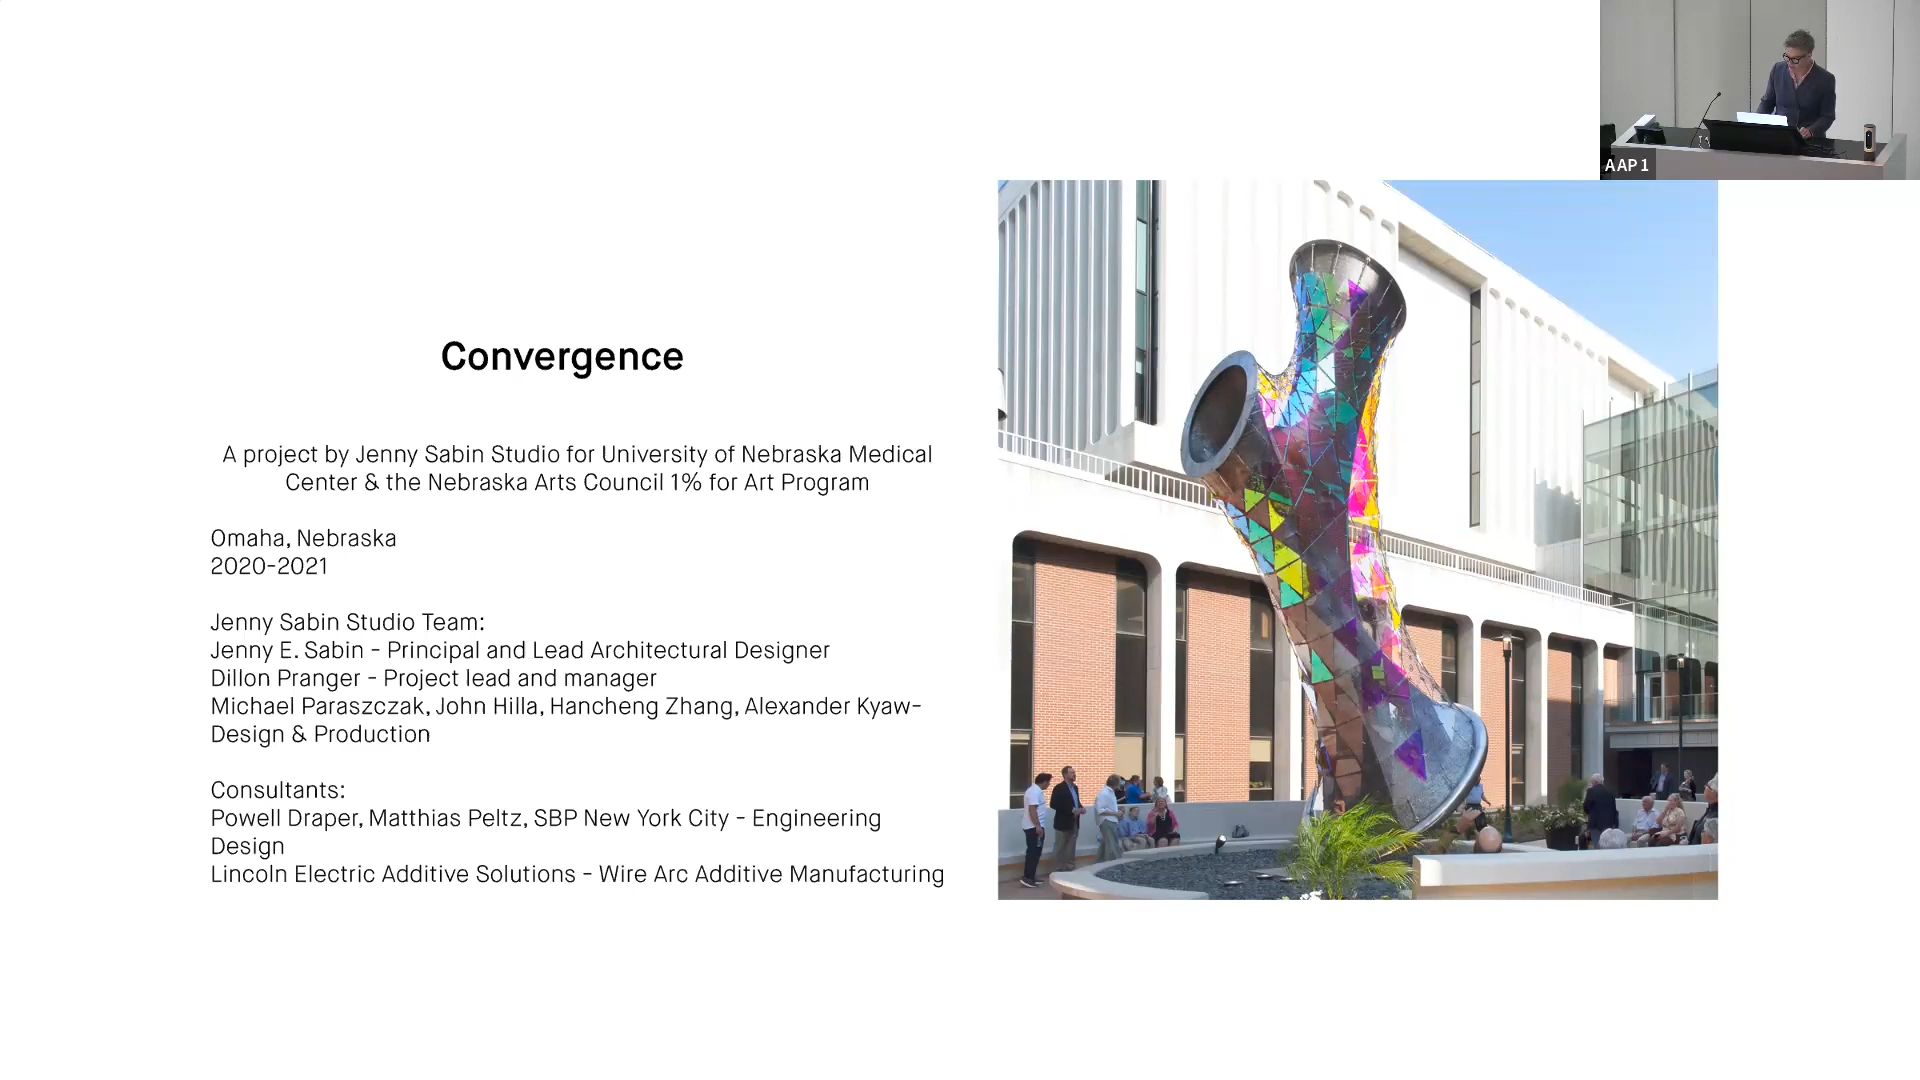 AAP 1
Convergence
A project by Jenny Sabin Studio for University of Nebraska Medical
Center & the Nebraska Arts Council 1% for Art Program
Omaha, Nebraska
2020-2021
Jenny Sabin Studio Team:
Jenny E. Sabin - Principal and Lead Architectural Designer
Dillon Pranger - Project lead and manager
Michael Paraszczak, John Hilla, Hancheng Zhang, Alexander Kyaw-
Design & Production
Consultants:
Powell Draper, Matthias Peltz, SBP New York City - Engineering
Design
Lincoln Electric Additive Solutions - Wire Arc Additive Manufacturing